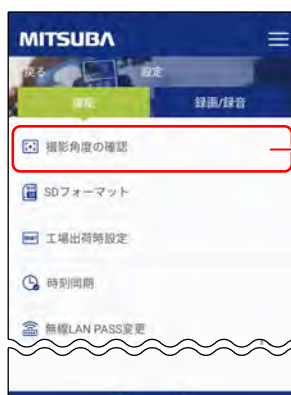 MITSUBA
戻る 設定
機能 録画/録音
撮影角度の確認
SDフォーマット
工場出荷時設定
時刻同期
無線LAN PASS変更